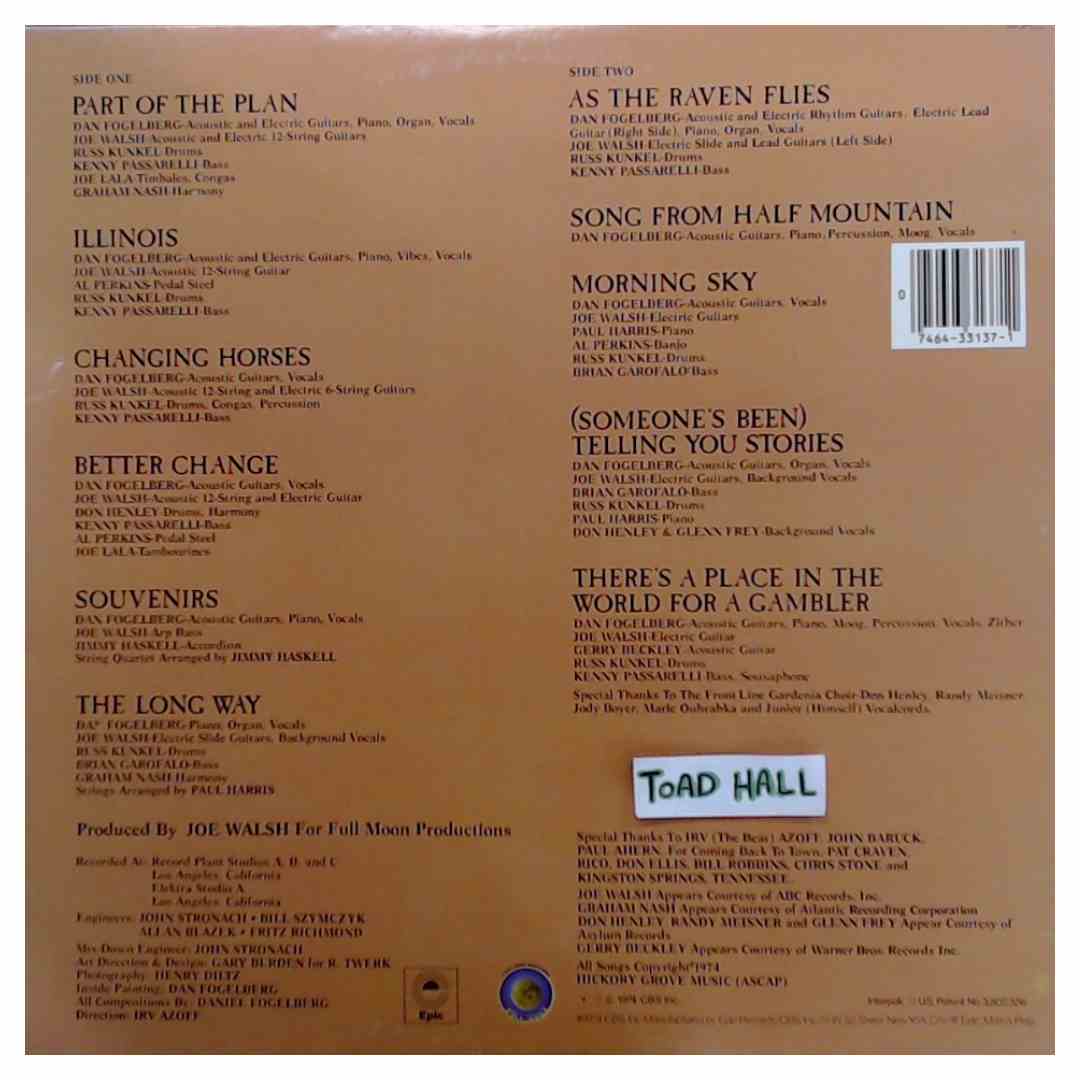 SIDE ONE
PART OF THE PLAN
DAN FOGELBERG-Acoustic and Electric Guitars, Piano, Organ, Vocals
JOE WALSH-Acoustic and Electric 12-String Guitars
RUSS KUNKEL-Drums
KENNY PASSARELLI-Bass
JOE LALA-Timbales, Congas
GRAHAM NASH-Harmony
ILLINOIS
DAN FOGELBERG-Acoustic and Electric Guitars, Piano, Vibes, Vocals
JOE WALSH-Acoustic 12-String Guitar
AL PERKINS-Pedal Steel
RUSS KUNKEL-Drums
KENNY PASSARELLI-Bass
CHANGING HORSES
DAN FOGELBERG-Acoustic Guitars, Vocals
JOE WALSH-Acoustic 12-String and Electric 6-String Guitars
RUSS KUNKEL-Drums, Congas, Percussion
KENNY PASSARELLI-Bass
BETTER CHANGE
DAN FOGELBERG-Acoustic Guitars, Vocals
JOE WALSH-Acoustic 12-String and Electric Guitar
DON HENLEY-Drums, Harmony
KENNY PASSARELLI-Bass
AL PERKINS-Pedal Steel
JOE LALA-Tambourines
SOUVENIRS
DAN FOGELBERG-Acoustic Guitars, Piano, Vocals
JOE WALSH-Arp Bass
JIMMY HASKELL-Accordion
String Quartet Arranged by JIMMY HASKELL
THE LONG WAY
DAN FOGELBERG-Piano, Organ, Vocals
JOE WALSH-Electric Slide Guitars, Background Vocals
RUSS KUNKEL-Drums
BRIAN GAROFALO-Bass
GRAHAM NASH-Harmony
Strings Arranged by PAUL HARRIS
Produced By JOE WALSH For Full Moon Productions
Recorded At: Record Plant Studios A, B, and C
Los Angeles, California
Elektra Studio A
Los Angeles, California
Engineers: JOHN STRONACH • BILL SZYMCZYK
ALLAN BLAZEK • FRITZ RICHMOND
Mix Down Engineer: JOHN STRONACH
Art Direction & Design: GARY BURDEN for R. TWERK
Photography: HENRY DILTZ
Inside Painting: DAN FOGELBERG
All Compositions By: DANIEL FOGELBERG
Direction: IRV AZOFF
Epic
SIDE TWO
AS THE RAVEN FLIES
DAN FOGELBERG-Acoustic and Electric Rhythm Guitars, Electric Lead
Guitar (Right Side), Piano, Organ, Vocals
JOE WALSH-Electric Slide and Lead Guitars (Left Side)
RUSS KUNKEL-Drums
KENNY PASSARELLI-Bass
SONG FROM HALF MOUNTAIN
DAN FOGELBERG-Acoustic Guitars, Piano, Percussion, Moog, Vocals
0
7464-33137-1
MORNING SKY
DAN FOGELBERG-Acoustic Guitars, Vocals
JOE WALSH-Electric Guitars
PAUL HARRIS-Piano
AL PERKINS-Banjo
RUSS KUNKEL-Drums
BRIAN GAROFALO-Bass
(SOMEONE'S BEEN)
TELLING YOU STORIES
DAN FOGELBERG-Acoustic Guitars, Organ, Vocals
JOE WALSH-Electric Guitars, Background Vocals
BRIAN GAROFALO-Bass
RUSS KUNKEL-Drums
PAUL HARRIS-Piano
DON HENLEY & GLENN FREY-Background Vocals
THERE'S A PLACE IN THE
WORLD FOR A GAMBLER
DAN FOGELBERG-Acoustic Guitars, Piano, Moog, Percussion, Vocals, Zither
JOE WALSH-Electric Guitar
GERRY BECKLEY-Acoustic Guitar
RUSS KUNKEL-Drums
KENNY PASSARELLI-Bass, Sousaphone
Special Thanks To The Front Line Gardenia Choir-Don Henley, Randy Meisner,
Jody Boyer, Marie Oubrabka and Junior (Himself) Vocalcords.
TOAD HALL
Special Thanks To IRV (The Bear) AZOFF, JOHN BARUCK,
PAUL AHERN, For Coming Back To Town, PAT CRAVEN,
RICO, DON ELLIS, BILL ROBBINS, CHRIS STONE and
KINGSTON SPRINGS, TENNESSEE.
JOE WALSH Appears Courtesy of ABC Records, Inc.
GRAHAM NASH Appears Courtesy of Atlantic Recording Corporation
DON HENLEY, RANDY MEISNER and GLENN FREY Appear Courtesy of
Asylum Records
GERRY BECKLEY Appears Courtesy of Warner Bros. Records Inc.
All Songs Copyright©1974
HICKORY GROVE MUSIC (ASCAP)
© 1974 CBS Inc.
U.S. Patent No.